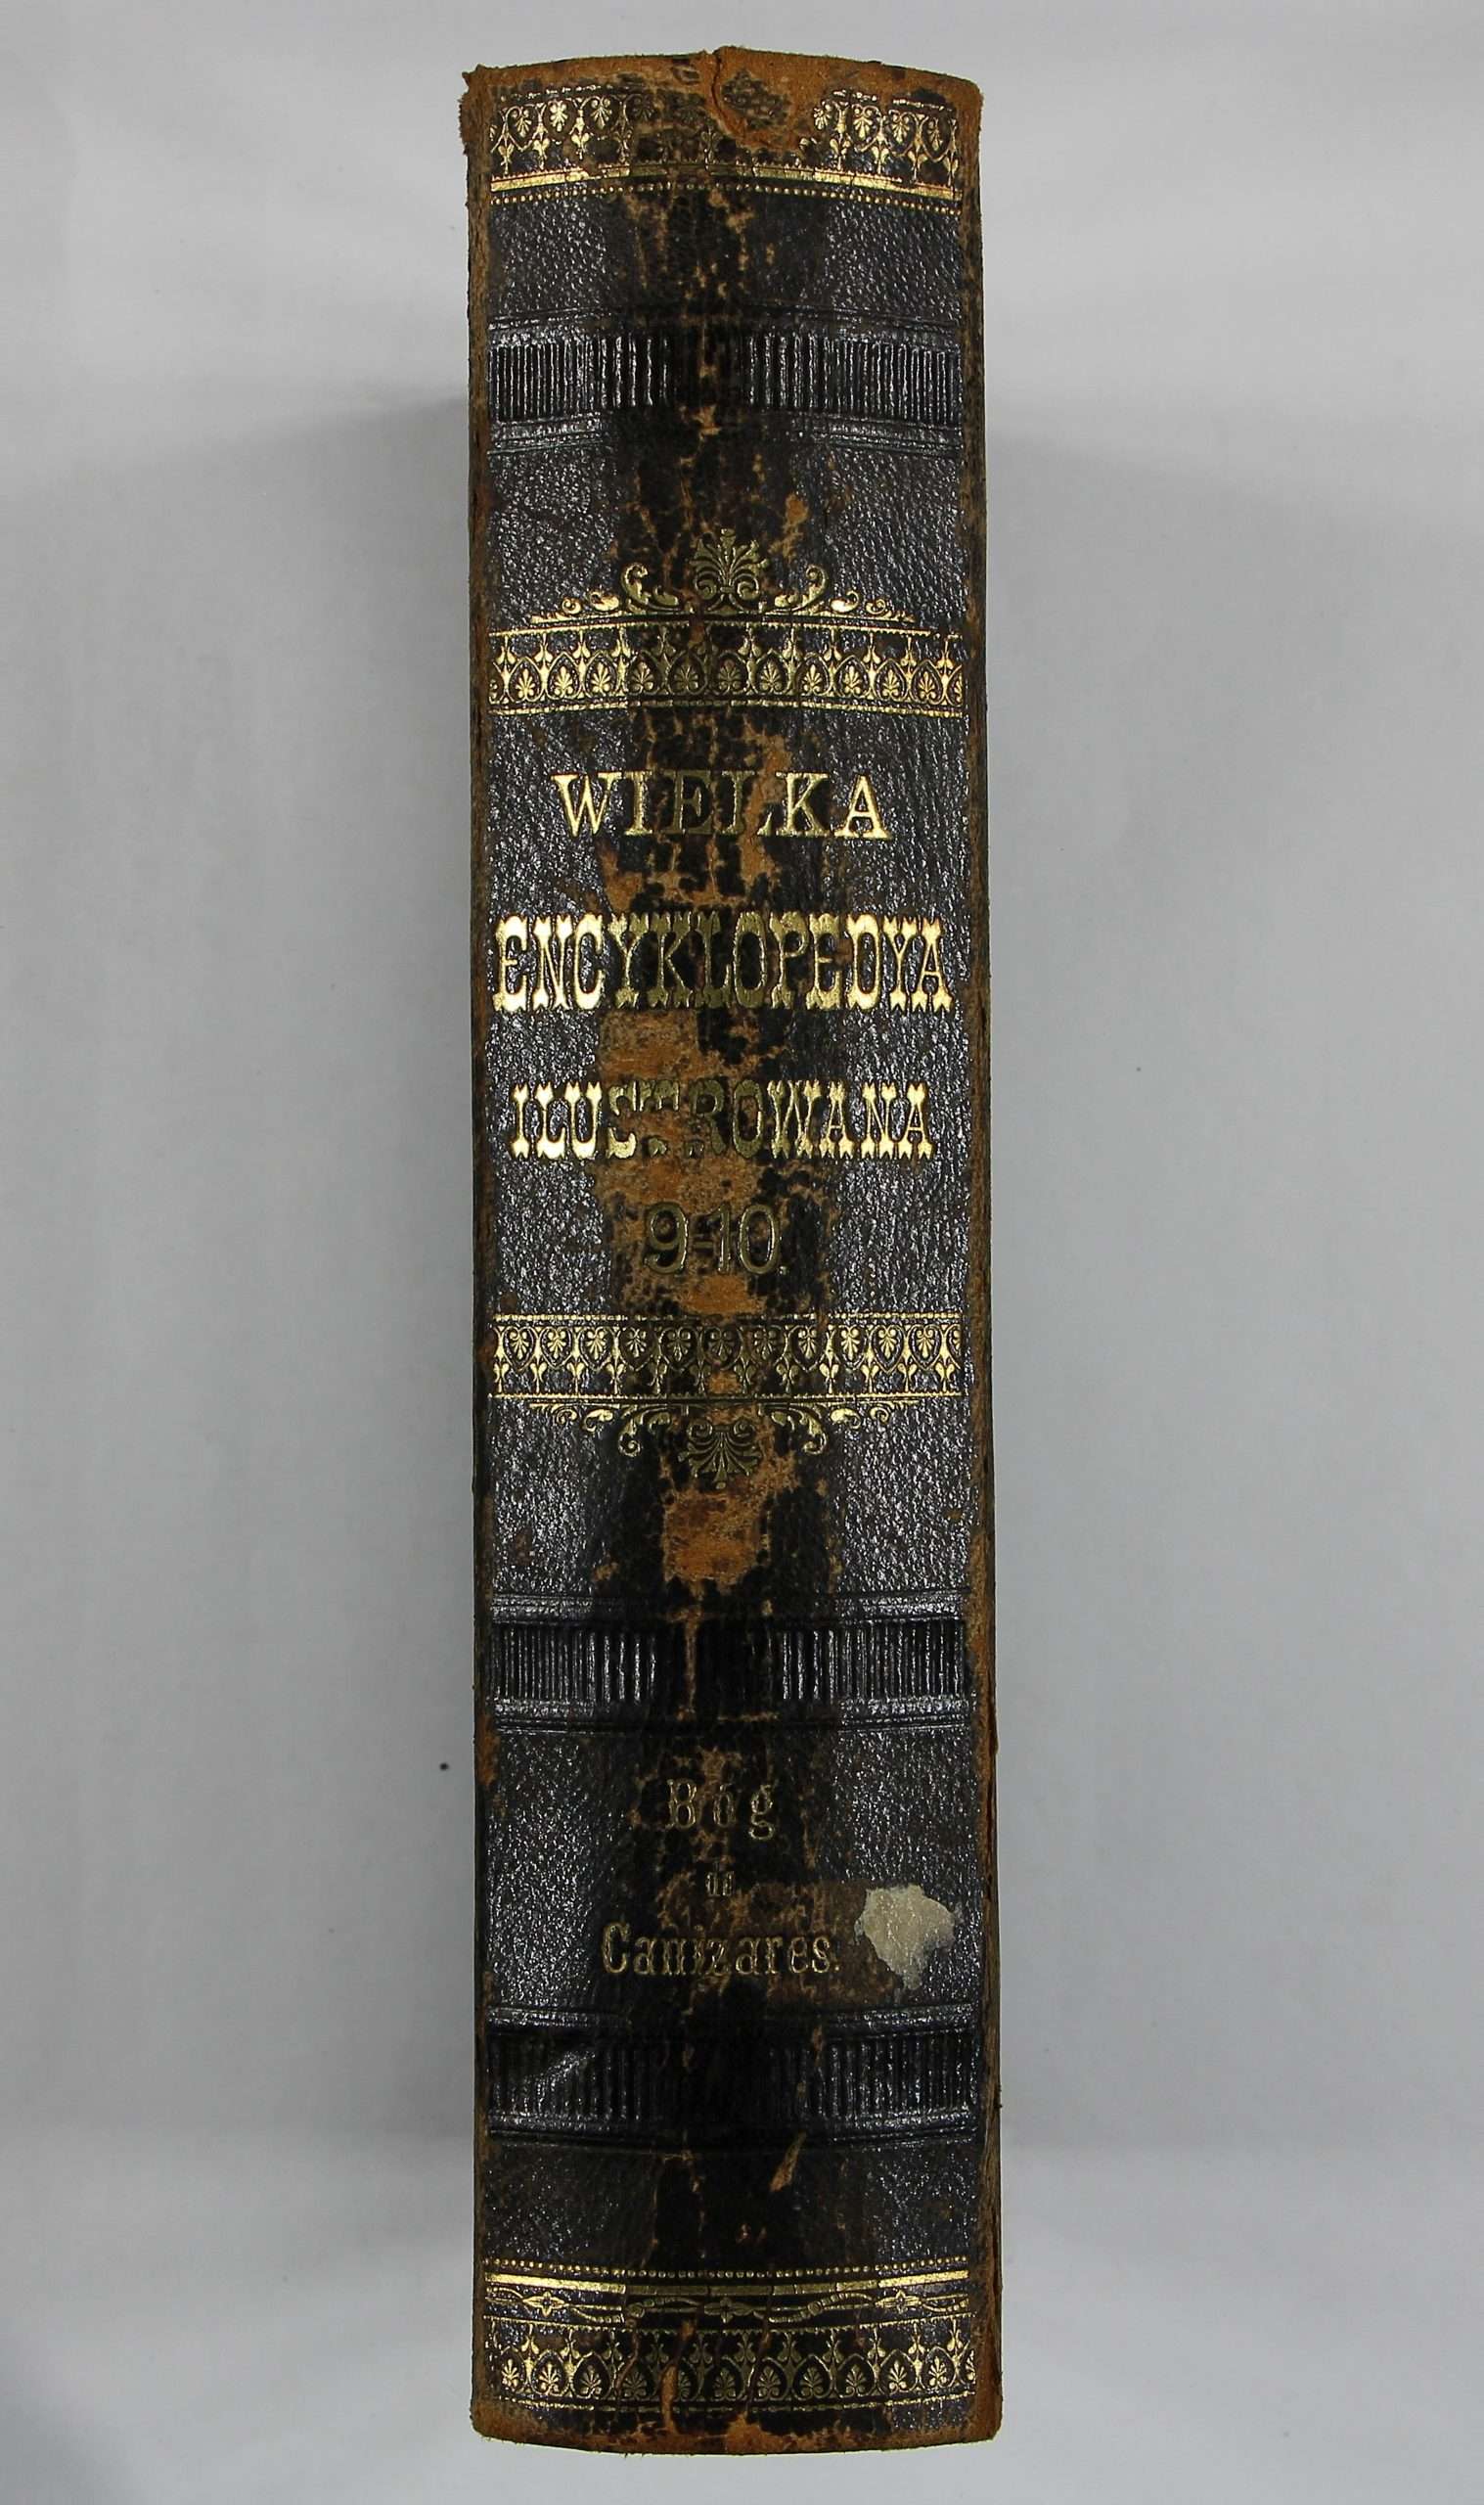 WIELKA
ENCYKLOPEDYA
ILUSTROWANA
9-10
Bóg
do
Canizares.